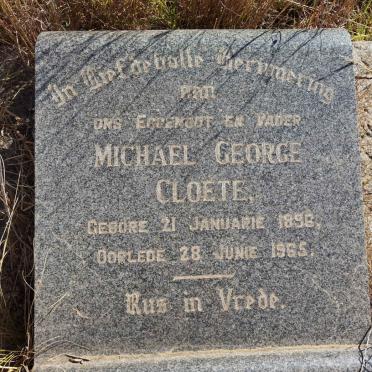 In Liefdevolle Herinnering
van
ons Eggenoot en Vader
Michael George
Cloete,
Gebore 21 Januarie 1896,
Oorlede 28 Junie 1965.
Rus in Vrede.